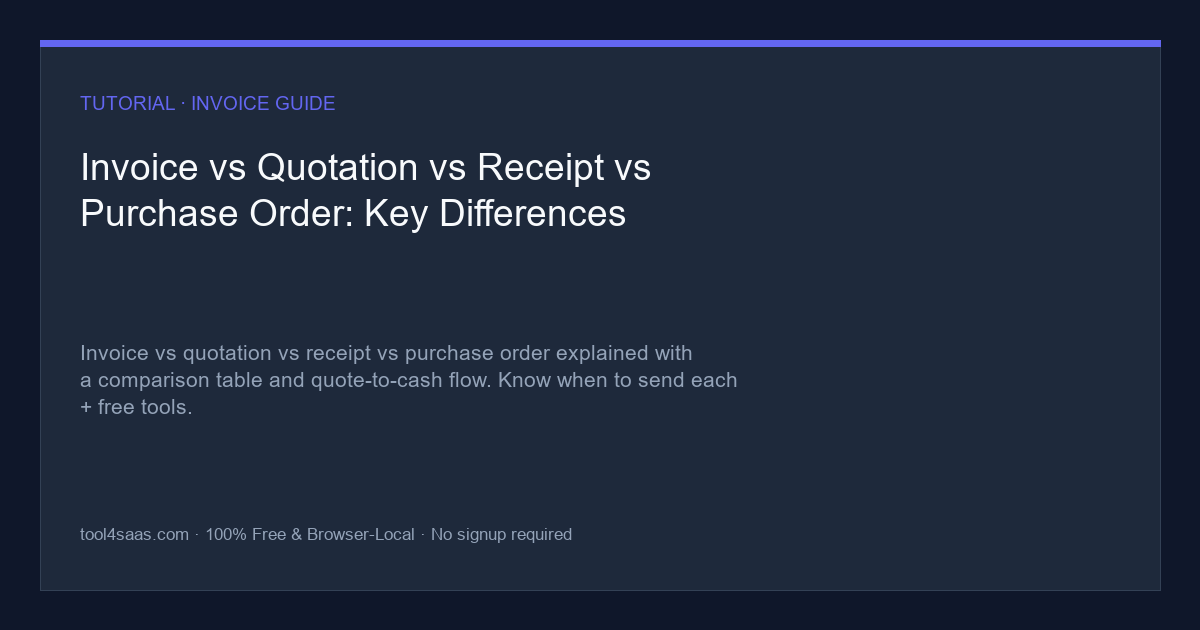 TUTORIAL · INVOICE GUIDE
Invoice vs Quotation vs Receipt vs
Purchase Order: Key Differences
Invoice vs quotation vs receipt vs purchase order explained with
a comparison table and quote-to-cash flow. Know when to send each
+ free tools.
tool4saas.com · 100% Free & Browser-Local · No signup required